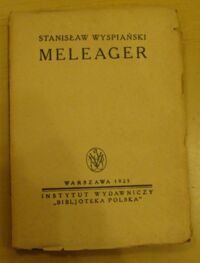 STANISŁAW WYSPIAŃSKI
MELEAGER
WARSZAWA 1925
INSTYTUT WYDAWNICZY
„BIBLJOTEKA POLSKA"